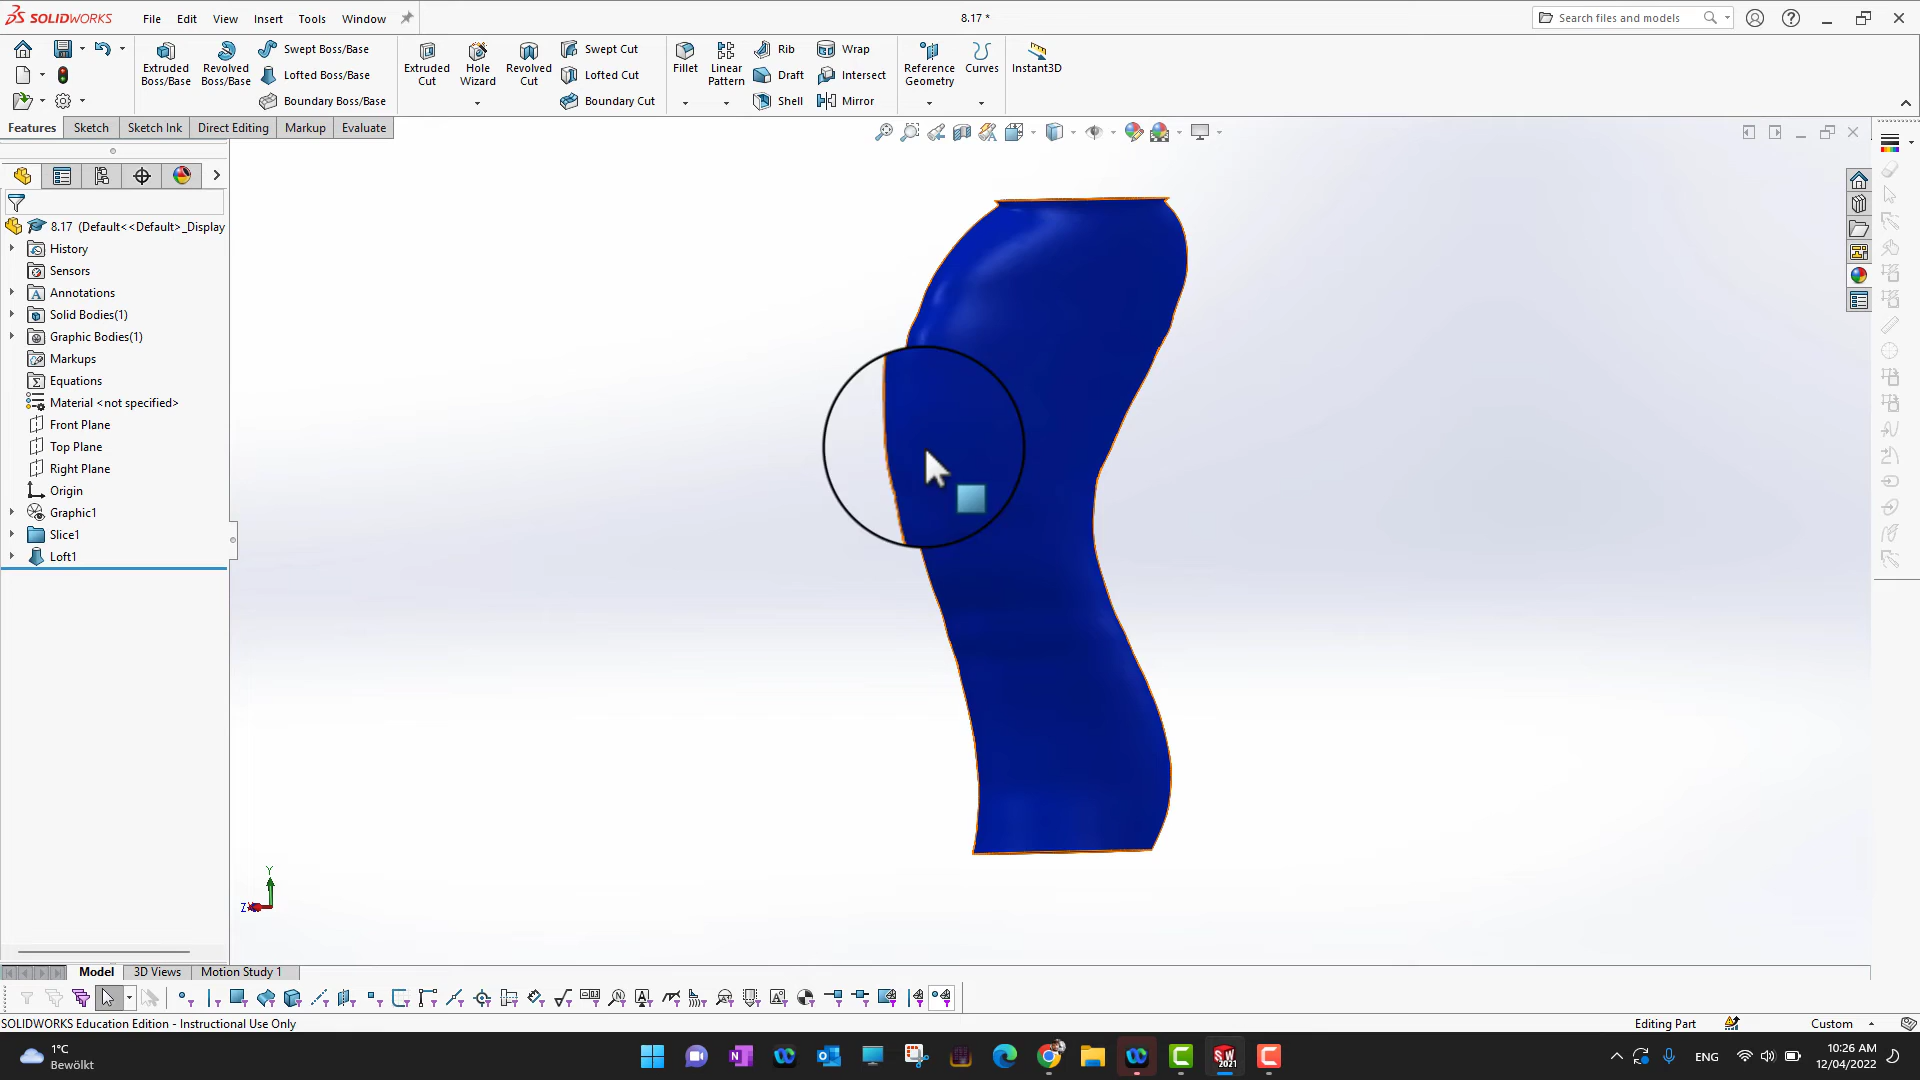 SOLIDWORKS File Edit View Insert Tools Window 8.17 * Search files and models
Extruded Boss/Base
Revolved Boss/Base
Swept Boss/Base
Lofted Boss/Base
Boundary Boss/Base
Extruded Cut
Hole Wizard
Revolved Cut
Swept Cut
Lofted Cut
Boundary Cut
Fillet
Linear Pattern
Rib
Draft
Shell
Wrap
Intersect
Mirror
Reference Geometry
Curves
Instant3D
Features Sketch Sketch Ink Direct Editing Markup Evaluate
8.17 (Default<<Default>_Display
History
Sensors
Annotations
Solid Bodies(1)
Graphic Bodies(1)
Markups
Equations
Material <not specified>
Front Plane
Top Plane
Right Plane
Origin
Graphic1
Slice1
Loft1
Y
Model 3D Views Motion Study 1
SOLIDWORKS Education Edition - Instructional Use Only
Editing Part
Custom
1°C
Bewölkt
SW
2021
ENG
10:26 AM
12/04/2022